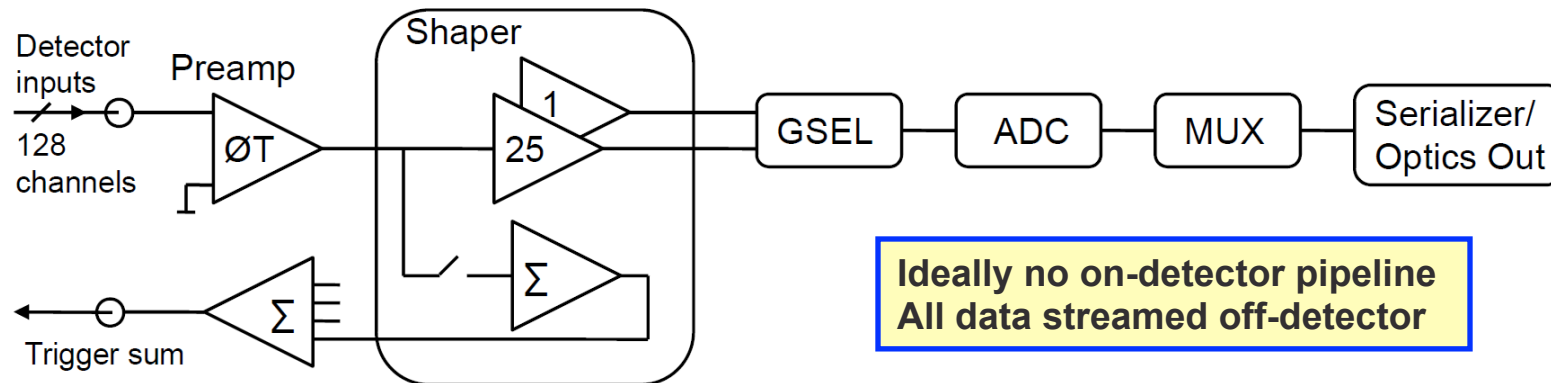 Detector
inputs
128
channels
Preamp
ØT
Shaper
1
25
Σ
GSEL
ADC
MUX
Serializer/
Optics Out
Σ
Trigger sum
Ideally no on-detector pipeline
All data streamed off-detector